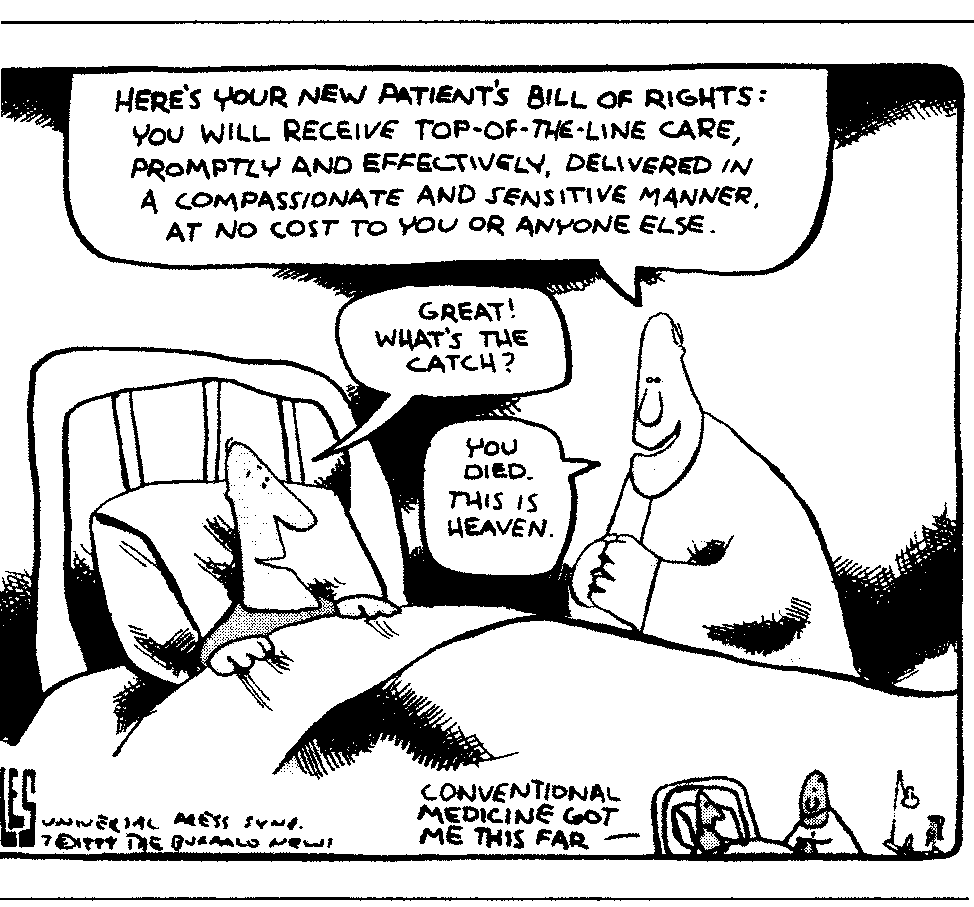 HERE'S YOUR NEW PATIENT'S BILL OF RIGHTS:
YOU WILL RECEIVE TOP-OF-THE-LINE CARE,
PROMPTLY AND EFFECTIVELY, DELIVERED IN
A COMPASSIONATE AND SENSITIVE MANNER,
AT NO COST TO YOU OR ANYONE ELSE.
GREAT!
WHAT'S THE
CATCH?
YOU
DIED.
THIS IS
HEAVEN.
UNIVERSAL PRESS SYND.
THE BUFFALO NEWS
CONVENTIONAL
MEDICINE GOT
ME THIS FAR —